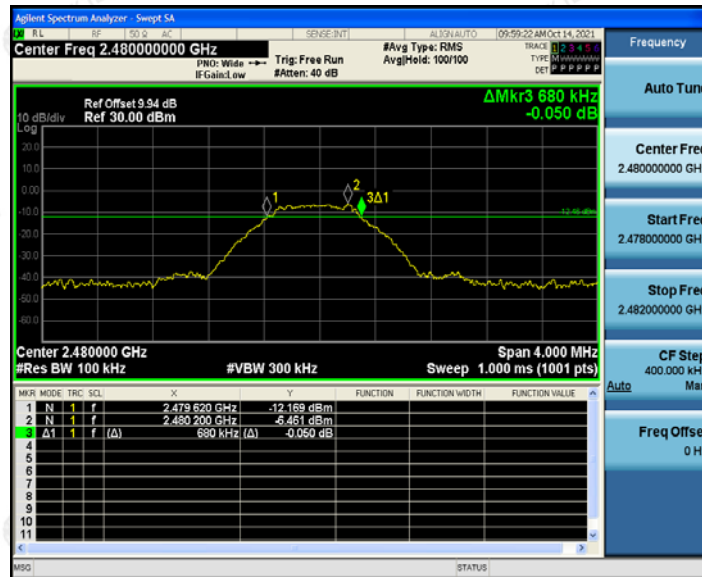 Agilent Spectrum Analyzer - Swept SA
RL RF 50 Ω AC SENSE:INT ALIGN AUTO 09:59:22 AM Oct 14, 2021
Center Freq 2.480000000 GHz #Avg Type: RMS TRACE 1 2 3 4 5 6
PNO: Wide Trig: Free Run Avg|Hold: 100/100 TYPE M
IFGain:Low #Atten: 40 dB DET P P P P P P
Frequency
Auto Tune
Center Freq
2.480000000 GH
Start Freq
2.478000000 GH
Stop Freq
2.482000000 GH
CF Step
400.000 kH
Auto Man
Freq Offse
0 H
ΔMkr3 680 kHz
Ref Offset 9.94 dB
10 dB/div Ref 30.00 dBm -0.050 dB
Log
20.0
10.0
0.00
-10.0
-20.0
-30.0
-40.0
-50.0
-60.0
1
2
3Δ1
Center 2.480000 GHz Span 4.000 MHz
#Res BW 100 kHz #VBW 300 kHz Sweep 1.000 ms (1001 pts)
MKR MODE TRC SCL X Y FUNCTION FUNCTION WIDTH FUNCTION VALUE
1 N 1 f 2.479 620 GHz -12.169 dBm
2 N 1 f 2.480 200 GHz -6.461 dBm
3 Δ1 1 f (Δ) 680 kHz (Δ) -0.050 dB
4
5
6
7
8
9
10
11
MSG STATUS